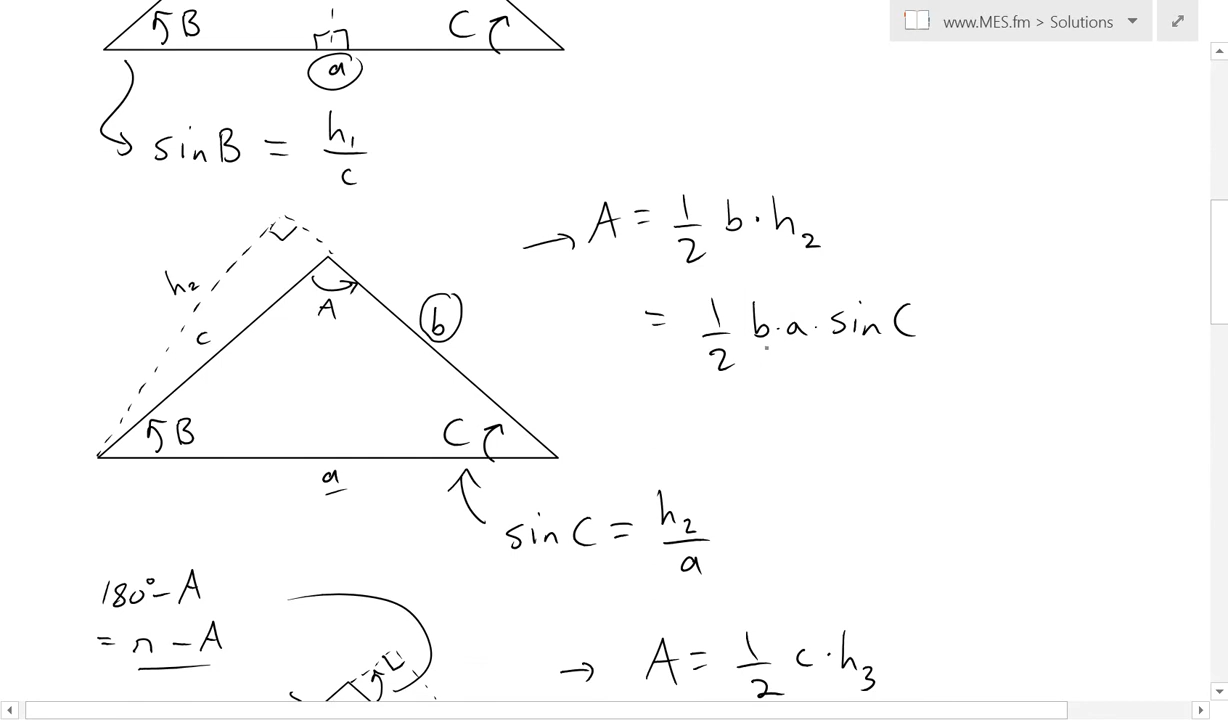 www.MES.fm > Solutions
B C
a
sin B = h₁/c
A = 1/2 b · h₂
h₂
A
c b
= 1/2 b · a · sin C
B C
a
sin C = h₂/a
180° - A
= π - A
→ A = 1/2 c · h₃